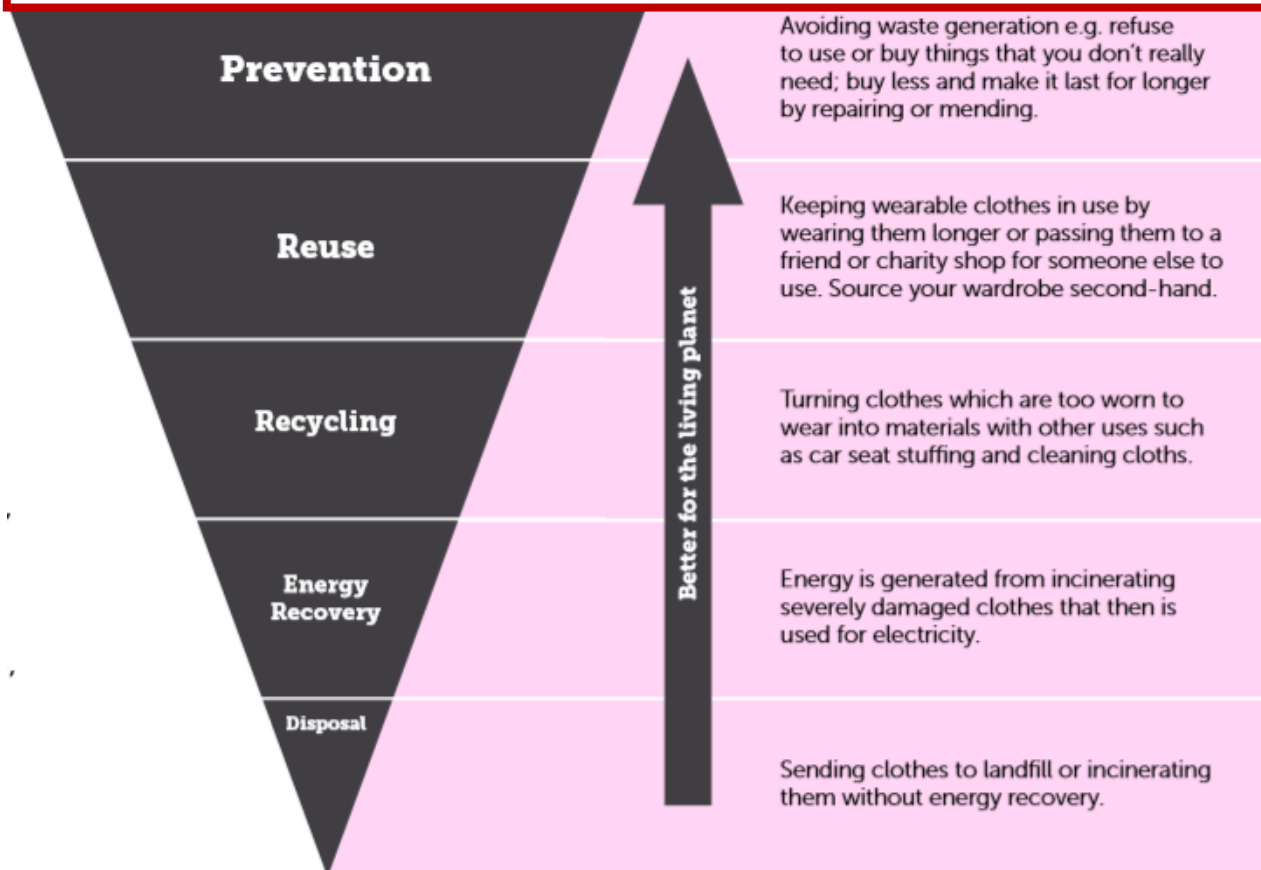 Prevention
Avoiding waste generation e.g. refuse
to use or buy things that you don't really
need; buy less and make it last for longer
by repairing or mending.
Reuse
Keeping wearable clothes in use by
wearing them longer or passing them to a
friend or charity shop for someone else to
use. Source your wardrobe second-hand.
Recycling
Turning clothes which are too worn to
wear into materials with other uses such
as car seat stuffing and cleaning cloths.
Energy
Recovery
Energy is generated from incinerating
severely damaged clothes that then is
used for electricity.
Disposal
Sending clothes to landfill or incinerating
them without energy recovery.
Better for the living planet